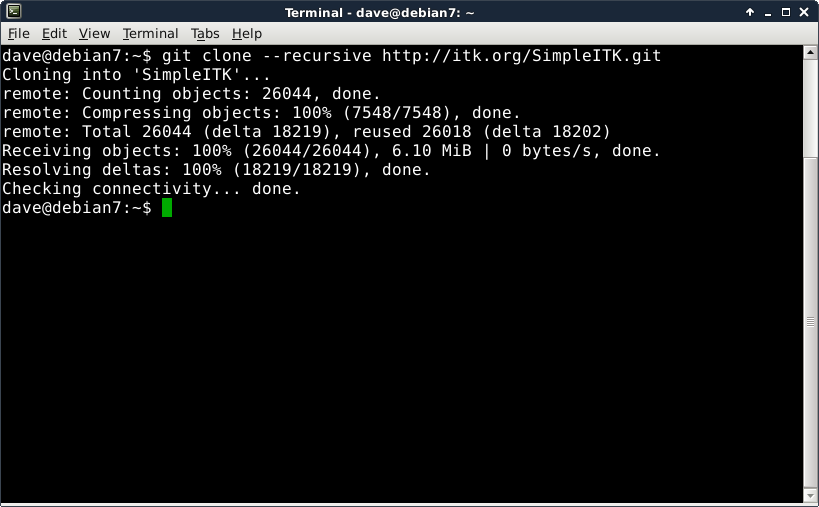 Terminal - dave@debian7: ~
File Edit View Terminal Tabs Help
dave@debian7:~$ git clone --recursive http://itk.org/SimpleITK.git
Cloning into 'SimpleITK'...
remote: Counting objects: 26044, done.
remote: Compressing objects: 100% (7548/7548), done.
remote: Total 26044 (delta 18219), reused 26018 (delta 18202)
Receiving objects: 100% (26044/26044), 6.10 MiB | 0 bytes/s, done.
Resolving deltas: 100% (18219/18219), done.
Checking connectivity... done.
dave@debian7:~$